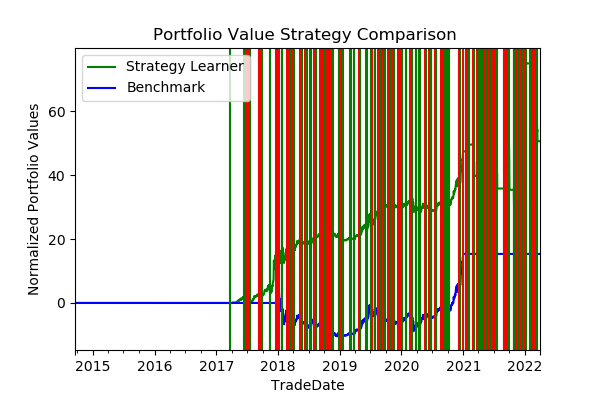 Portfolio Value Strategy Comparison
Strategy Learner
Benchmark
Normalized Portfolio Values
60
40
20
0
2015 2016 2017 2018 2019 2020 2021 2022
TradeDate